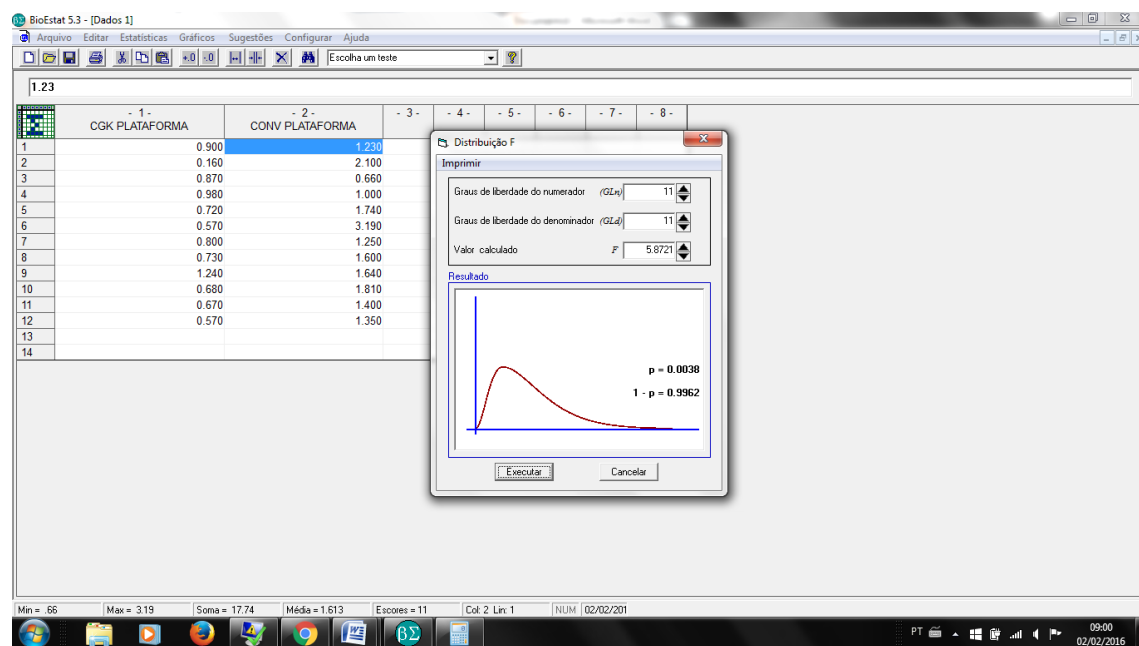 BioEstat 5.3 - [Dados 1]
Arquivo Editar Estatísticas Gráficos Sugestões Configurar Ajuda
Escolha um teste
1.23
- 1 - - 2 - - 3 - - 4 - - 5 - - 6 - - 7 - - 8 -
CGK PLATAFORMA CONV PLATAFORMA
1 0.900 1.230
2 0.160 2.100
3 0.870 0.660
4 0.980 1.000
5 0.720 1.740
6 0.570 3.190
7 0.800 1.250
8 0.730 1.600
9 1.240 1.640
10 0.680 1.810
11 0.670 1.400
12 0.570 1.350
13
14
Distribuição F
Imprimir
Graus de liberdade do numerador (GLn) 11
Graus de liberdade do denominador (GLd) 11
Valor calculado F 5.8721
Resultado
p = 0.0038
1 - p = 0.9962
Executar Cancelar
Min = .66 Max = 3.19 Soma = 17.74 Média = 1.613 Escores = 11 Col: 2 Lin: 1 NUM 02/02/201
PT 09:00
02/02/2016